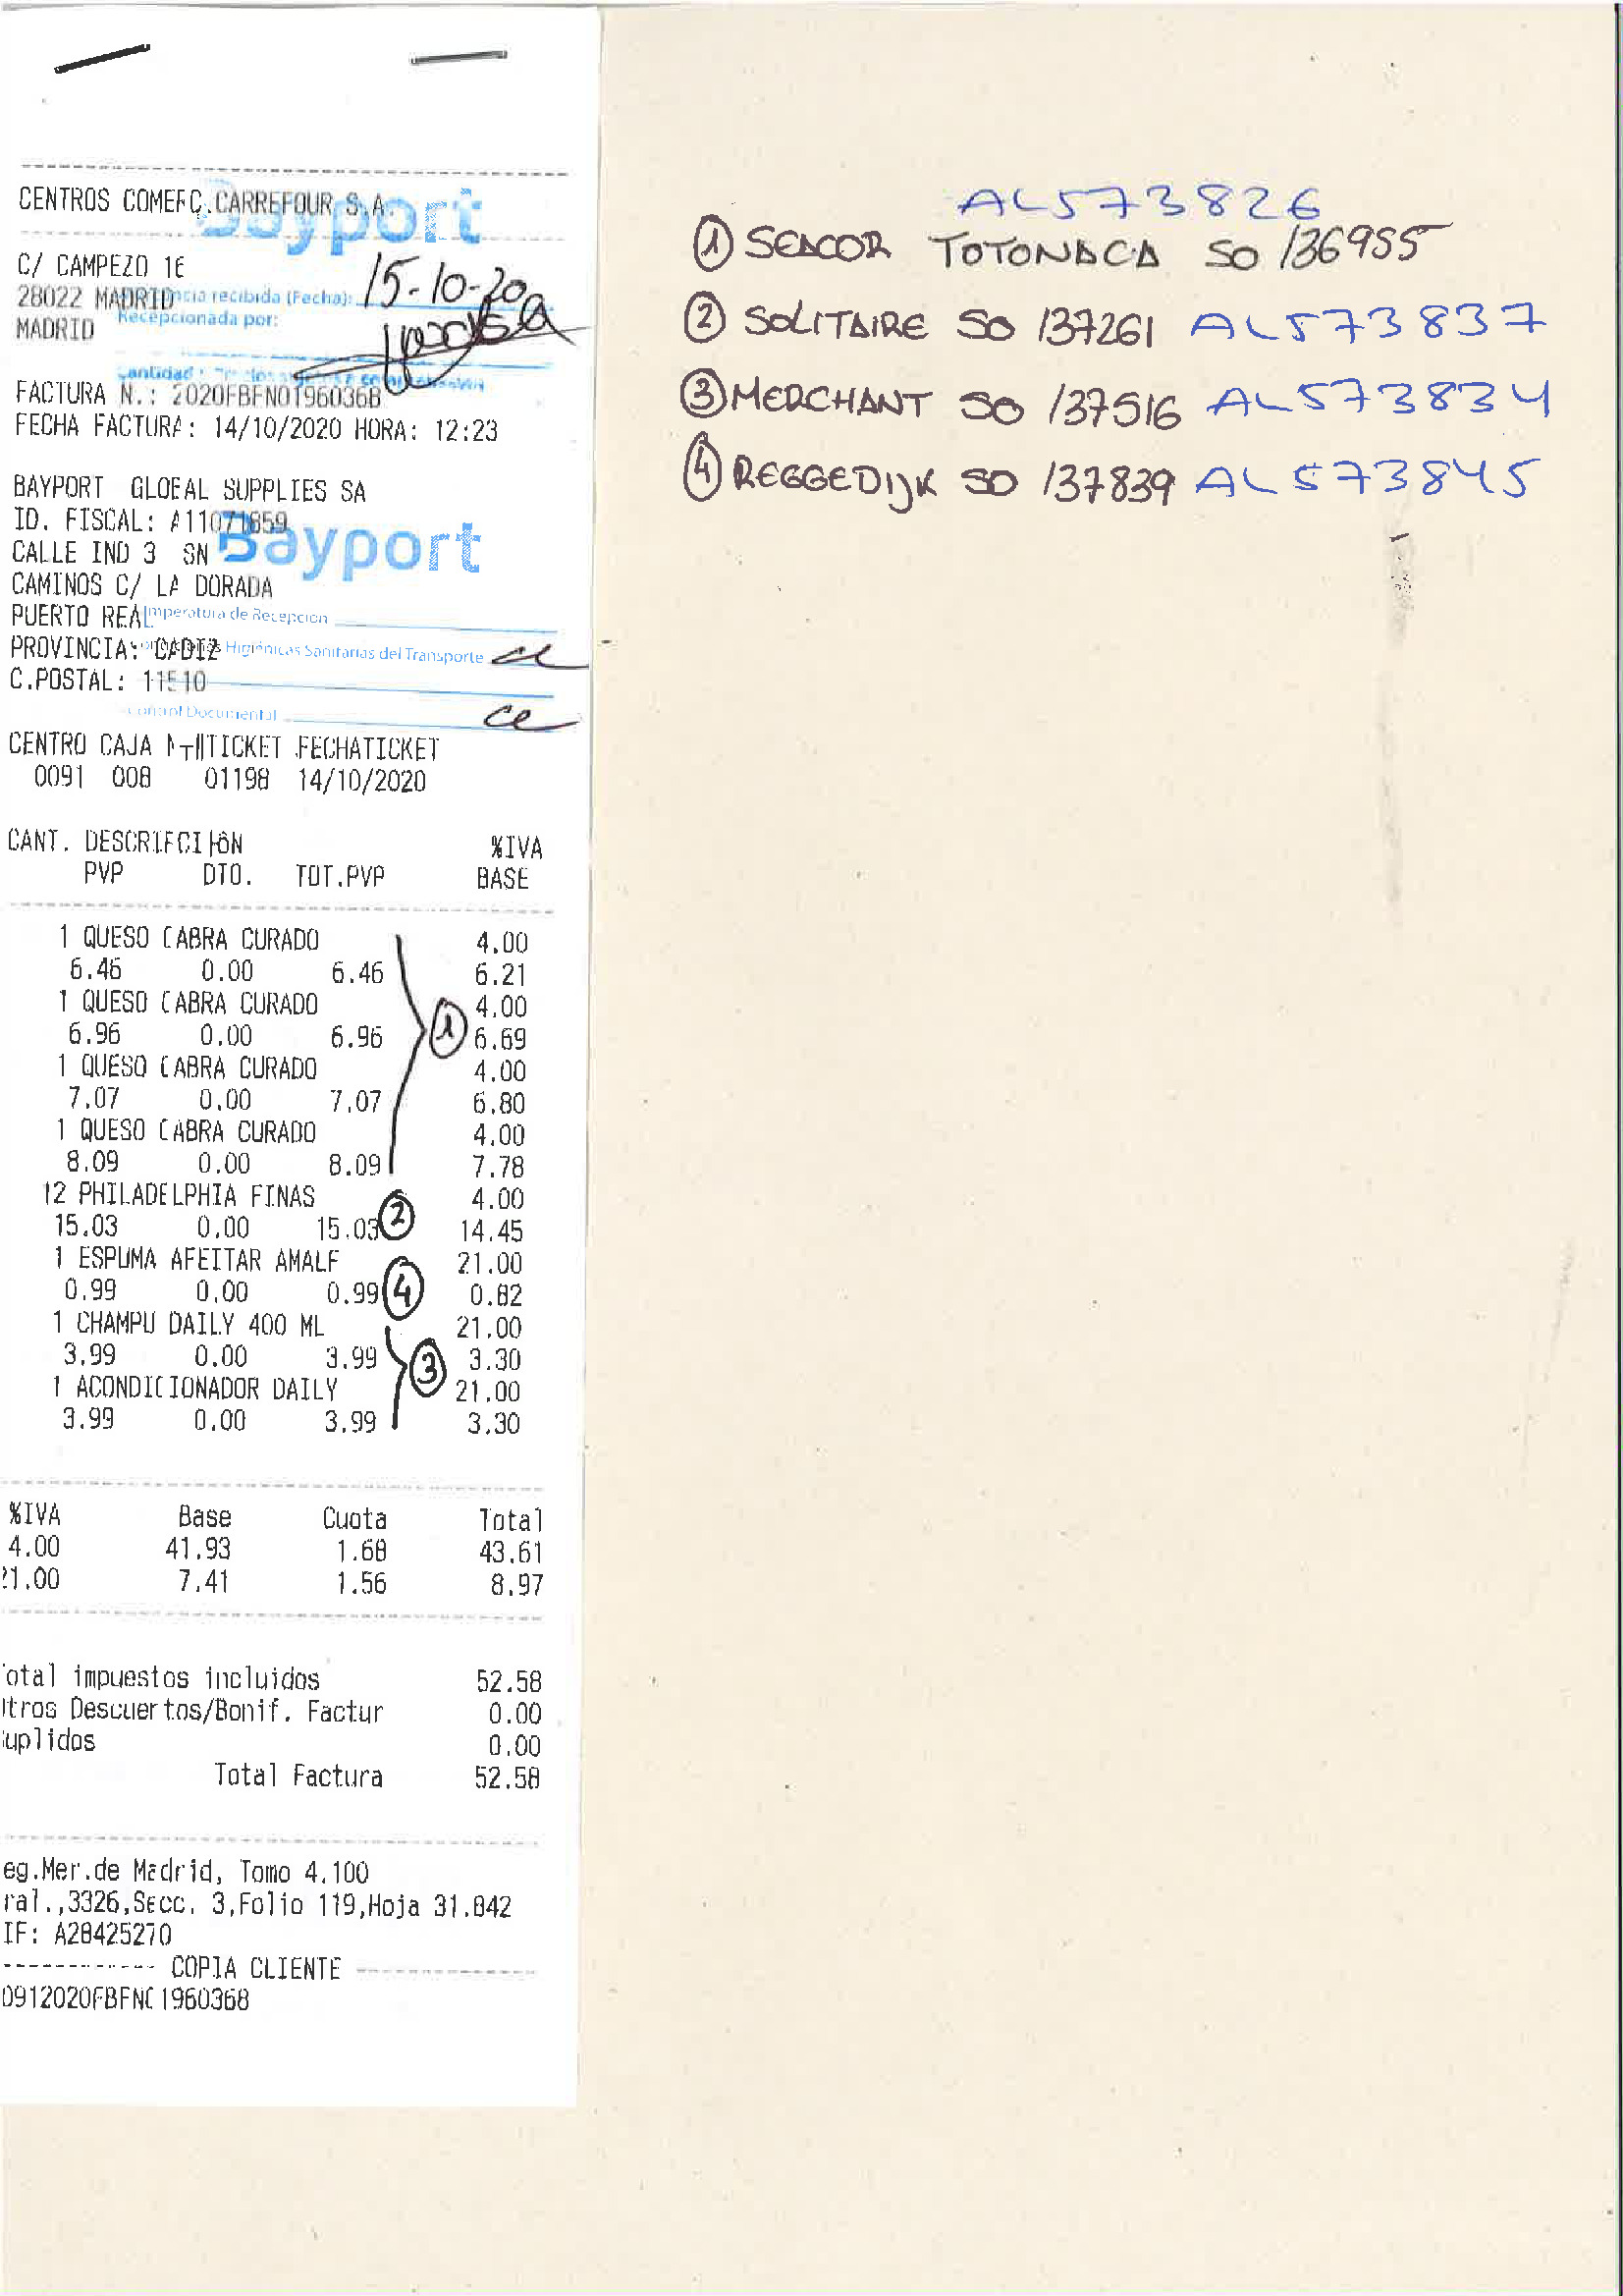 CENTROS COMERC.CARREFOUR S.A.
Bayport
C/ CAMPEZO 16
28022 MADRID
recibida (Fecha): 15-10-20
MADRID
Recepcionada por:
FACTURA N.: 2020FBFN01960368
FECHA FACTURA: 14/10/2020 HORA: 12:23
BAYPORT GLOBAL SUPPLIES SA
ID. FISCAL: A11071659
CALLE IND 3 SN
Bayport
CAMINOS C/ LA DORADA
PUERTO REAL
Temperatura de Recepcion
PROVINCIA: CADIZ
Higiénicas Sanitarias del Transporte
C.POSTAL: 11510
Control Documental
CENTRO CAJA TICKET FECHATICKET
0091 008 01198 14/10/2020
CANT. DESCRIPCION %IVA
PVP DTO. TOT.PVP BASE
1 QUESO CABRA CURADO 4.00
6.46 0.00 6.46 6.21
1 QUESO CABRA CURADO 4.00
6.96 0.00 6.96 ① 6.69
1 QUESO CABRA CURADO 4.00
7.07 0.00 7.07 6.80
1 QUESO CABRA CURADO 4.00
8.09 0.00 8.09 7.78
12 PHILADELPHIA FINAS 4.00
15.03 0.00 15.03 ② 14.45
1 ESPUMA AFEITAR AMALF 21.00
0.99 0.00 0.99 ④ 0.82
1 CHAMPU DAILY 400 ML 21.00
3.99 0.00 3.99 ③ 3.30
1 ACONDICIONADOR DAILY 21.00
3.99 0.00 3.99 3.30
%IVA Base Cuota Total
4.00 41.93 1.68 43.61
21.00 7.41 1.56 8.97
otal impuestos incluidos 52.58
tros Descuentos/Bonif. Factur 0.00
uplidos 0.00
Total Factura 52.58
eg.Mer.de Madrid, Tomo 4.100
ral.,3326,Secc. 3,Folio 119,Hoja 31.842
IF: A28425270
COPIA CLIENTE
0912020FBFN01960368
AL573826
① SEACOR TOTONACA SO 136955
② SOLITAIRE SO 137261 AL573837
③ MERCHANT SO 137516 AL573834
④ REGGEDIJK SO 137839 AL573845